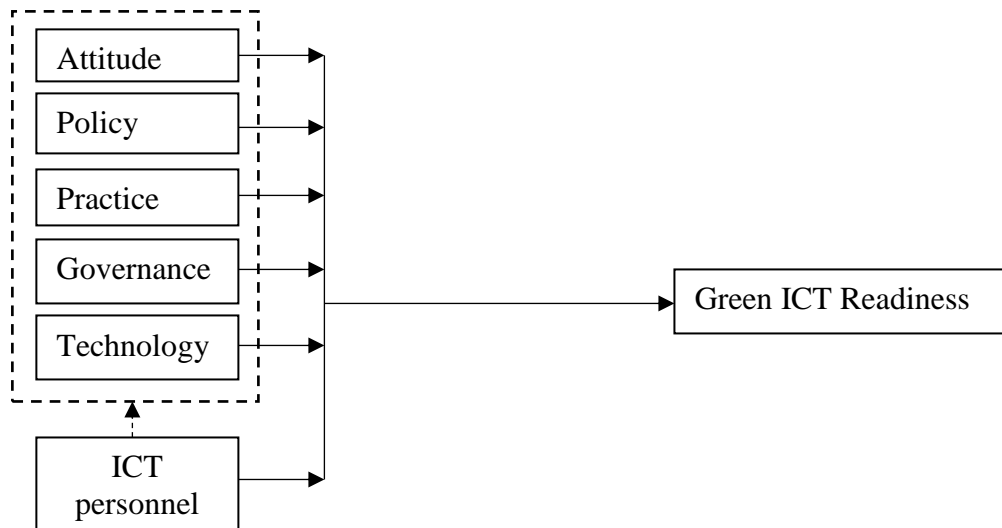 Attitude
Policy
Practice
Governance
Technology
ICT
personnel
Green ICT Readiness